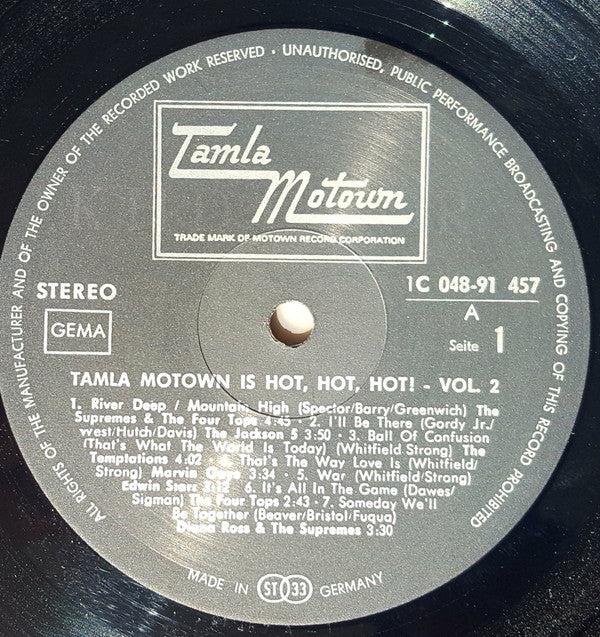 ALL RIGHTS OF THE MANUFACTURER AND OF THE OWNER OF THE RECORDED WORK RESERVED • UNAUTHORISED, PUBLIC PERFORMANCE BROADCASTING AND COPYING OF THIS RECORD PROHIBITED
Tamla
Motown
TRADE MARK OF MOTOWN RECORD CORPORATION
STEREO
GEMA
1C 048-91 457
A
Seite 1
TAMLA MOTOWN IS HOT, HOT, HOT! - VOL. 2
1. River Deep / Mountain High (Spector/Barry/Greenwich) The
Supremes & The Four Tops 4:45 · 2. I'll Be There (Gordy Jr./
west/Hutch/Davis) The Jackson 5 3:50 · 3. Ball Of Confusion
(That's What The World Is Today) (Whitfield/Strong) The
Temptations 4:02 · 4. That's The Way Love Is (Whitfield/
Strong) Marvin Gaye 3:34 · 5. War (Whitfield/Strong)
Edwin Starr · 6. It's All In The Game (Dawes/
Sigman) The Four Tops 2:43 · 7. Someday We'll
Be Together (Beaver/Bristol/Fuqua)
Diana Ross & The Supremes 3:30
MADE IN ST 33 GERMANY